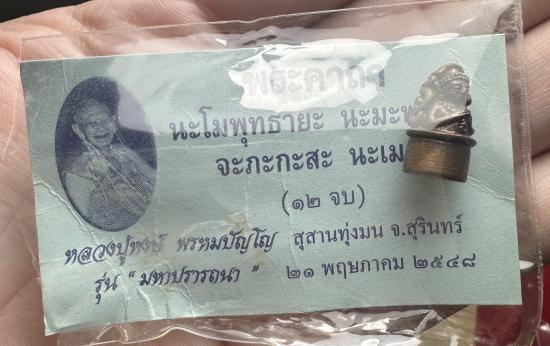 พระคาถา
นะโมพุทธายะ นะมะพ
จะภะกะสะ นะเม
(๑๒ จบ)
หลวงปู่หงษ์ พรหมปัญโญ สุสานทุ่งมน จ.สุรินทร์
รุ่น " มหาปรารถนา " ๒๑ พฤษภาคม ๒๕๔๘